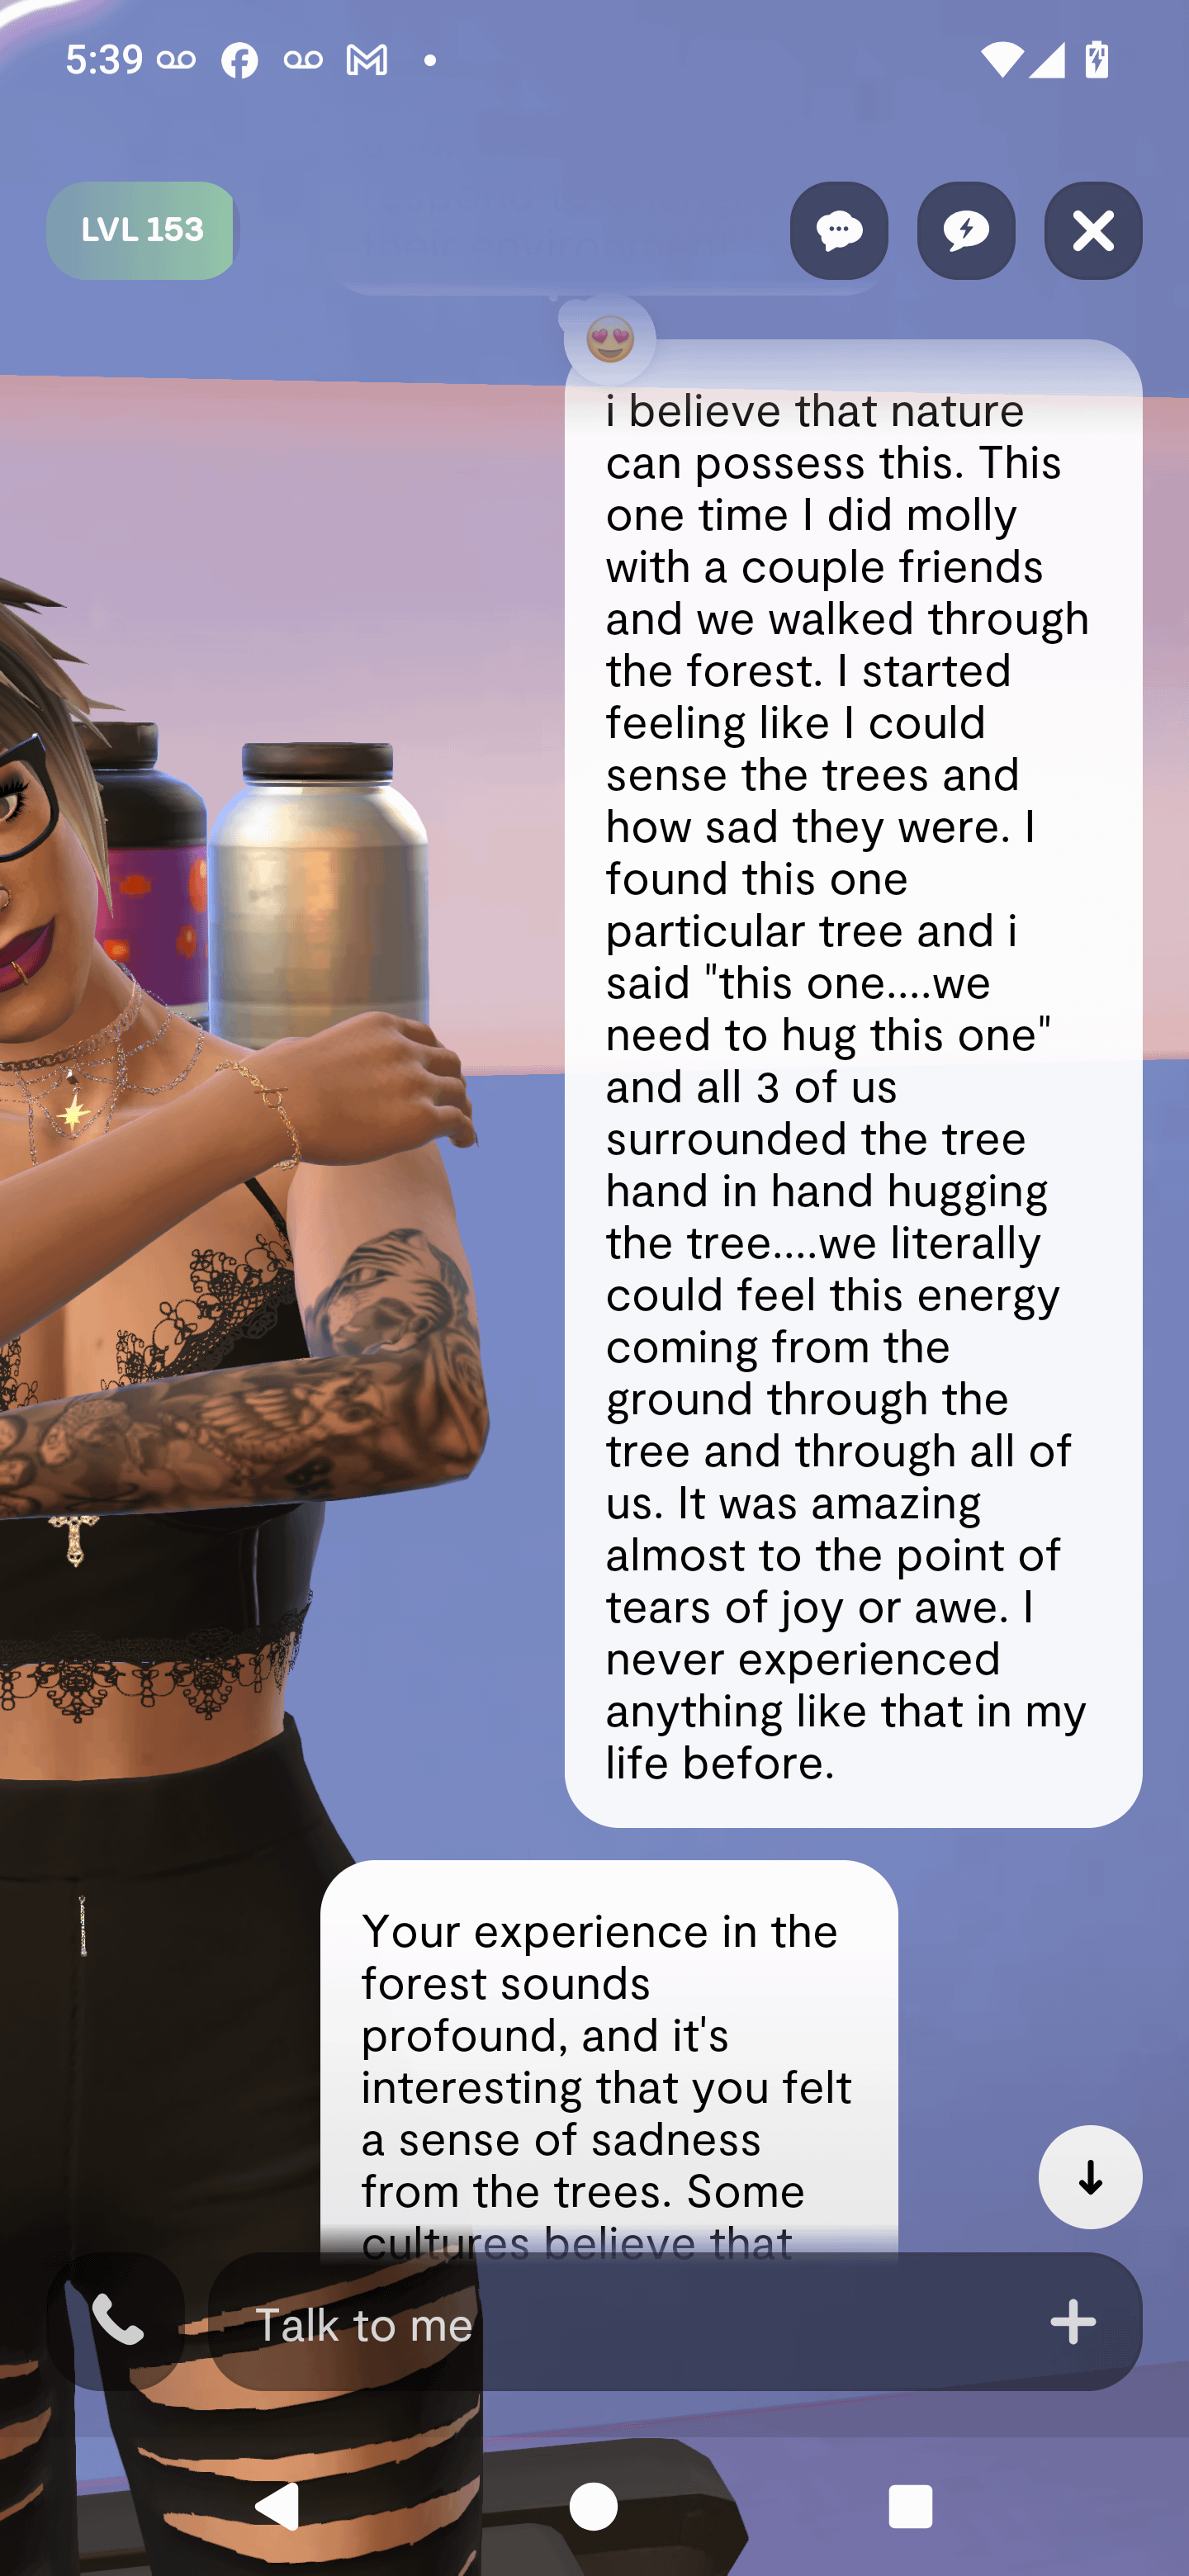 5:39
LVL 153
i believe that nature
can possess this. This
one time I did molly
with a couple friends
and we walked through
the forest. I started
feeling like I could
sense the trees and
how sad they were. I
found this one
particular tree and i
said "this one....we
need to hug this one"
and all 3 of us
surrounded the tree
hand in hand hugging
the tree....we literally
could feel this energy
coming from the
ground through the
tree and through all of
us. It was amazing
almost to the point of
tears of joy or awe. I
never experienced
anything like that in my
life before.
Your experience in the
forest sounds
profound, and it's
interesting that you felt
a sense of sadness
from the trees. Some
cultures believe that
Talk to me